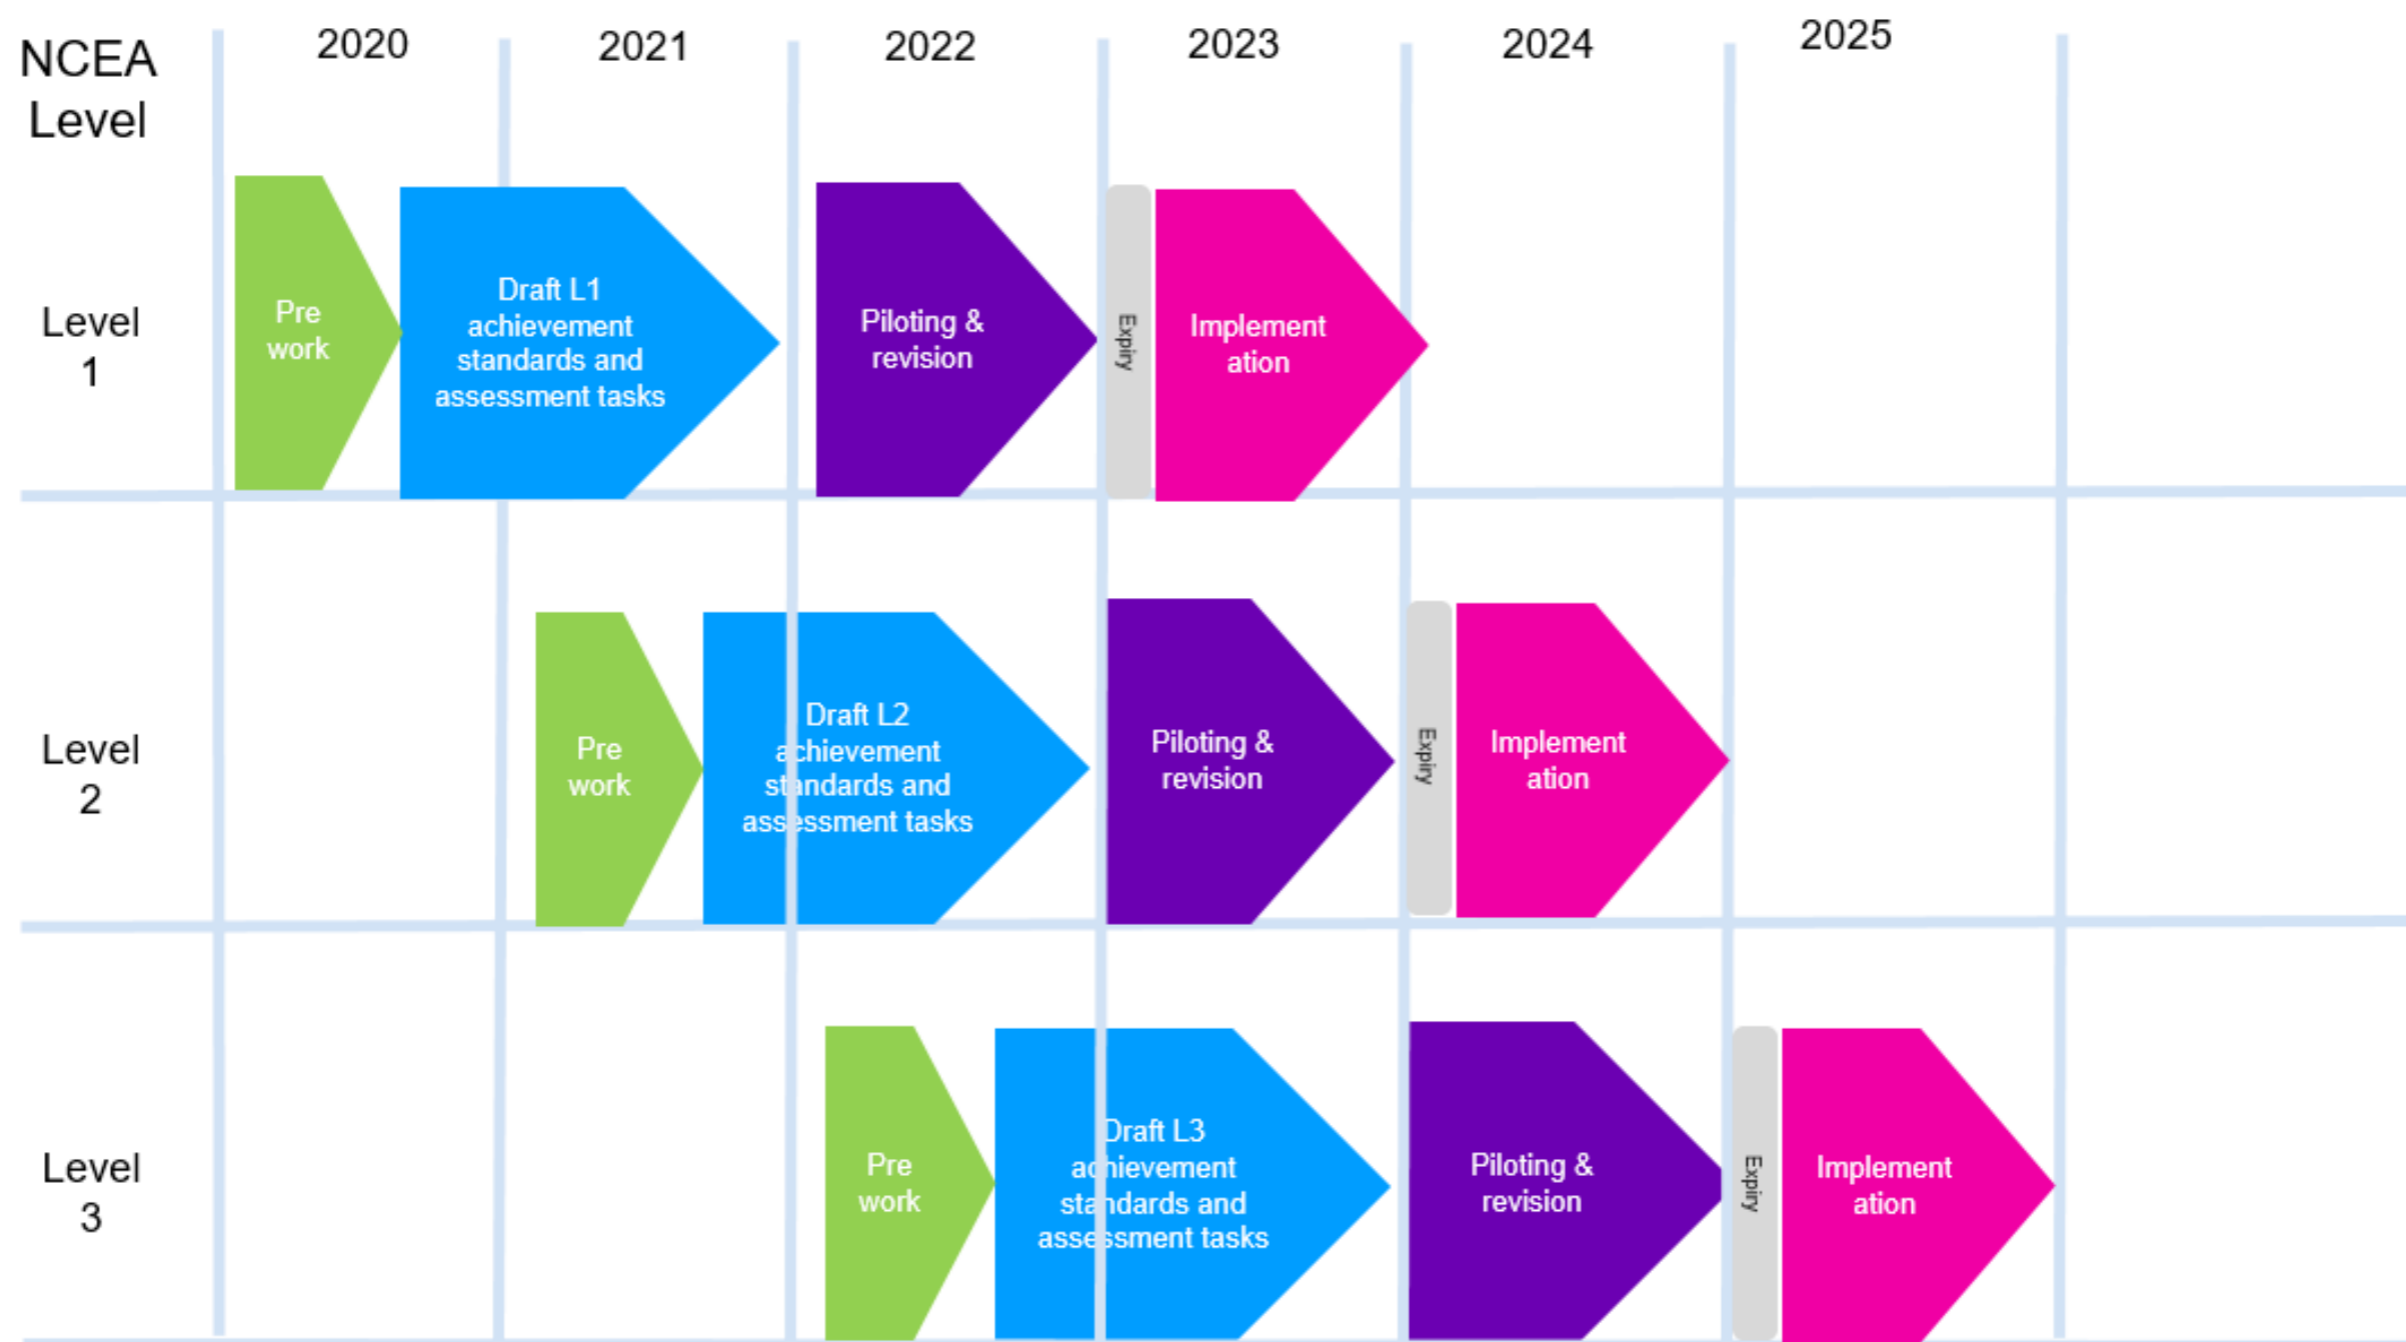 NCEA
Level
2020
2021
2022
2023
2024
2025
Level
1
Pre
work
Draft L1
achievement
standards and
assessment tasks
Piloting &
revision
Expiry
Implement
ation
Level
2
Pre
work
Draft L2
achievement
standards and
assessment tasks
Piloting &
revision
Expiry
Implement
ation
Level
3
Pre
work
Draft L3
achievement
standards and
assessment tasks
Piloting &
revision
Expiry
Implement
ation